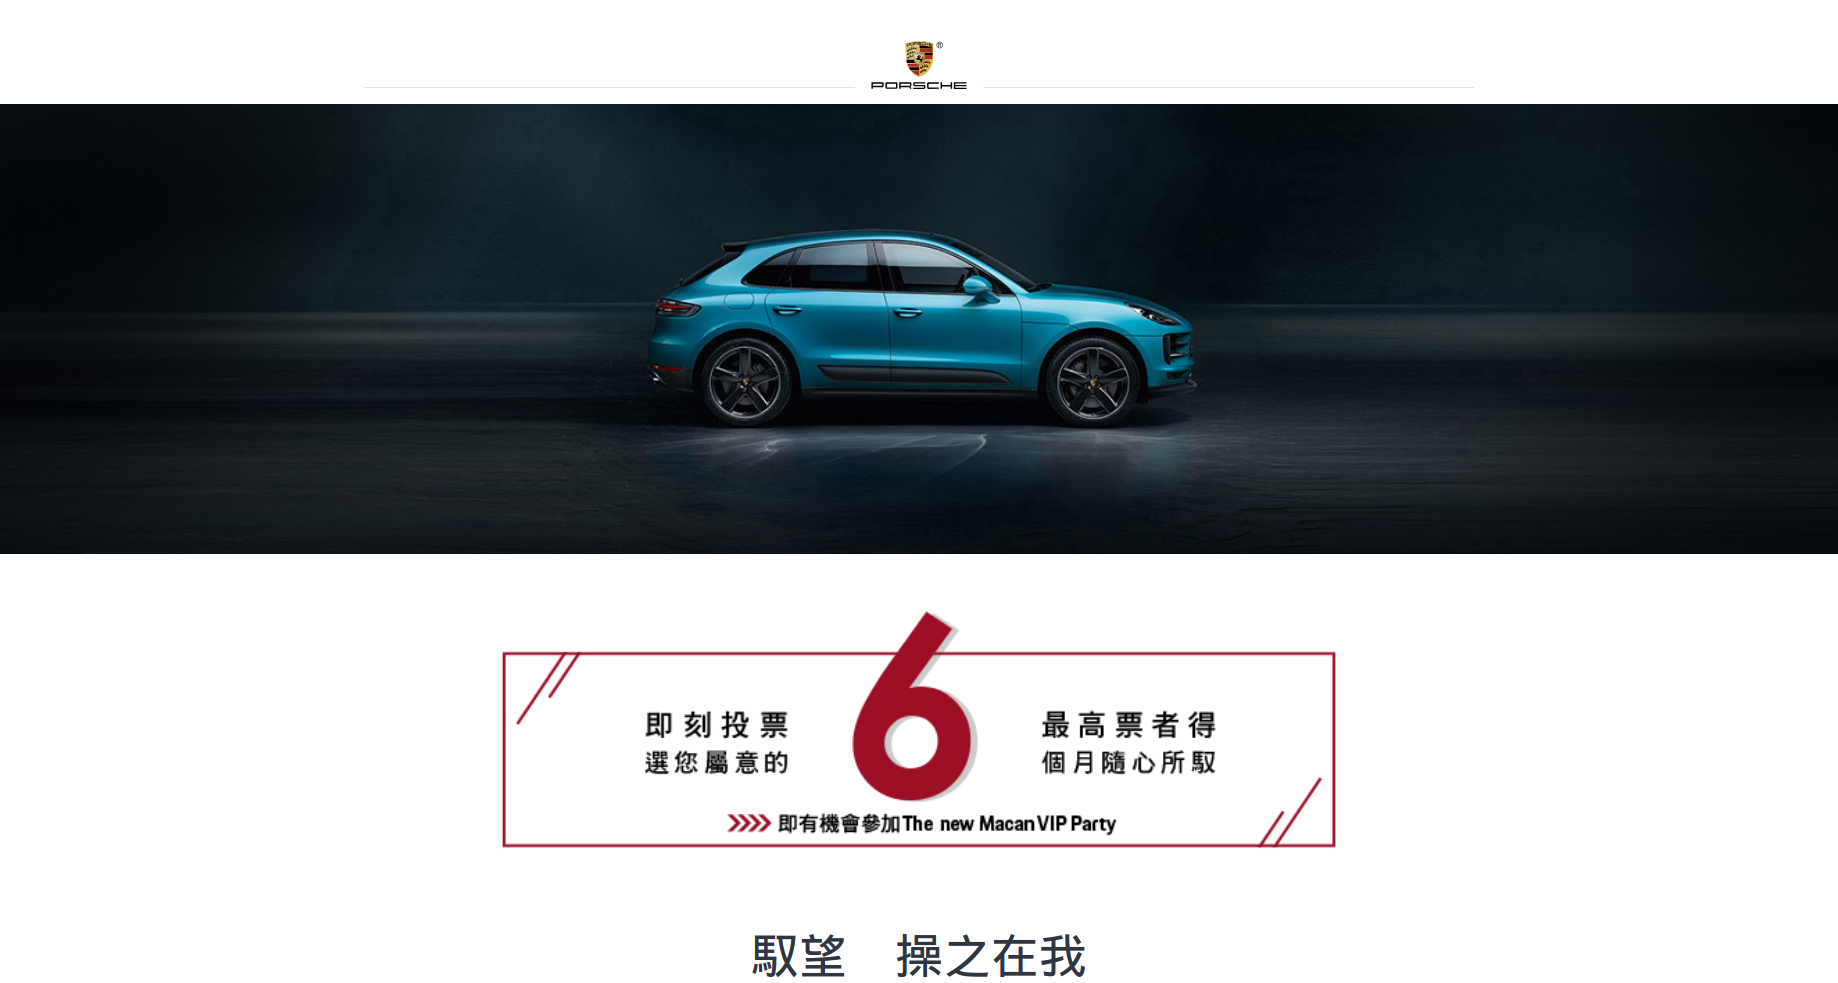 ®
PORSCHE
即刻投票
選您屬意的
6
最高票者得
個月隨心所馭
即有機會參加The new Macan VIP Party
馭望 操之在我